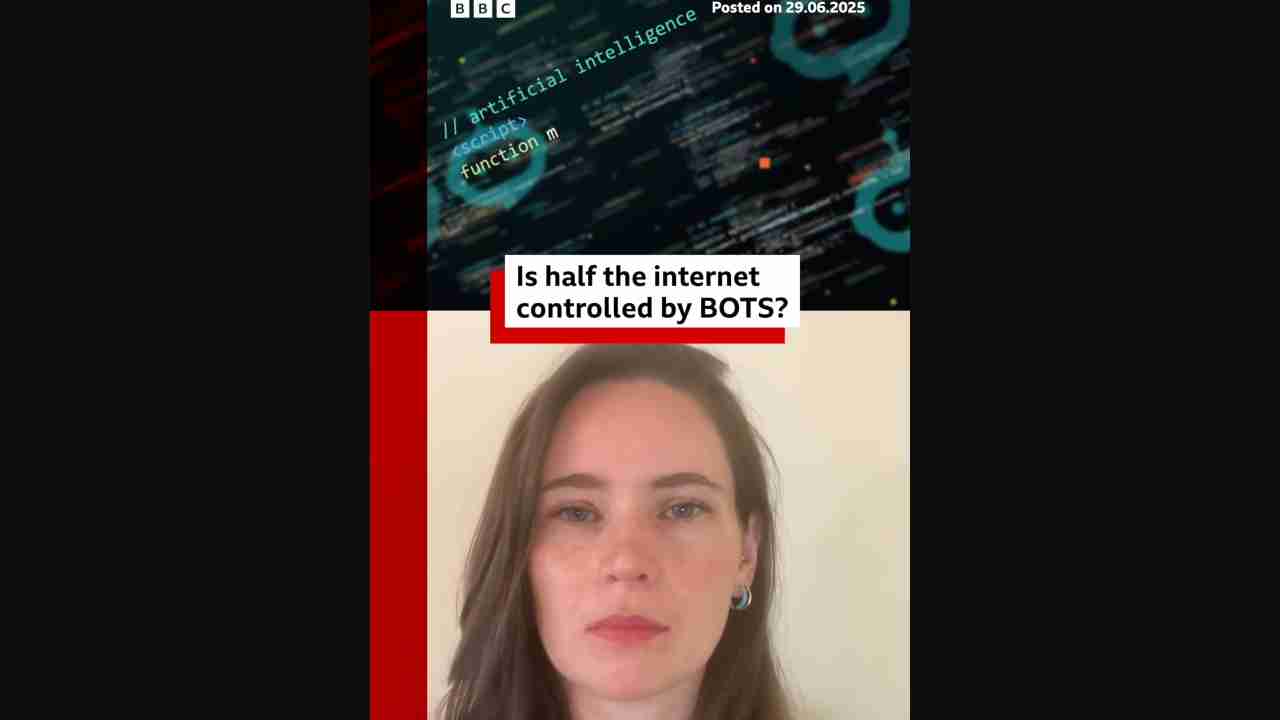 BBC
Posted on 29.06.2025
// artificial intelligence
<script>
function m
Is half the internet
controlled by BOTS?